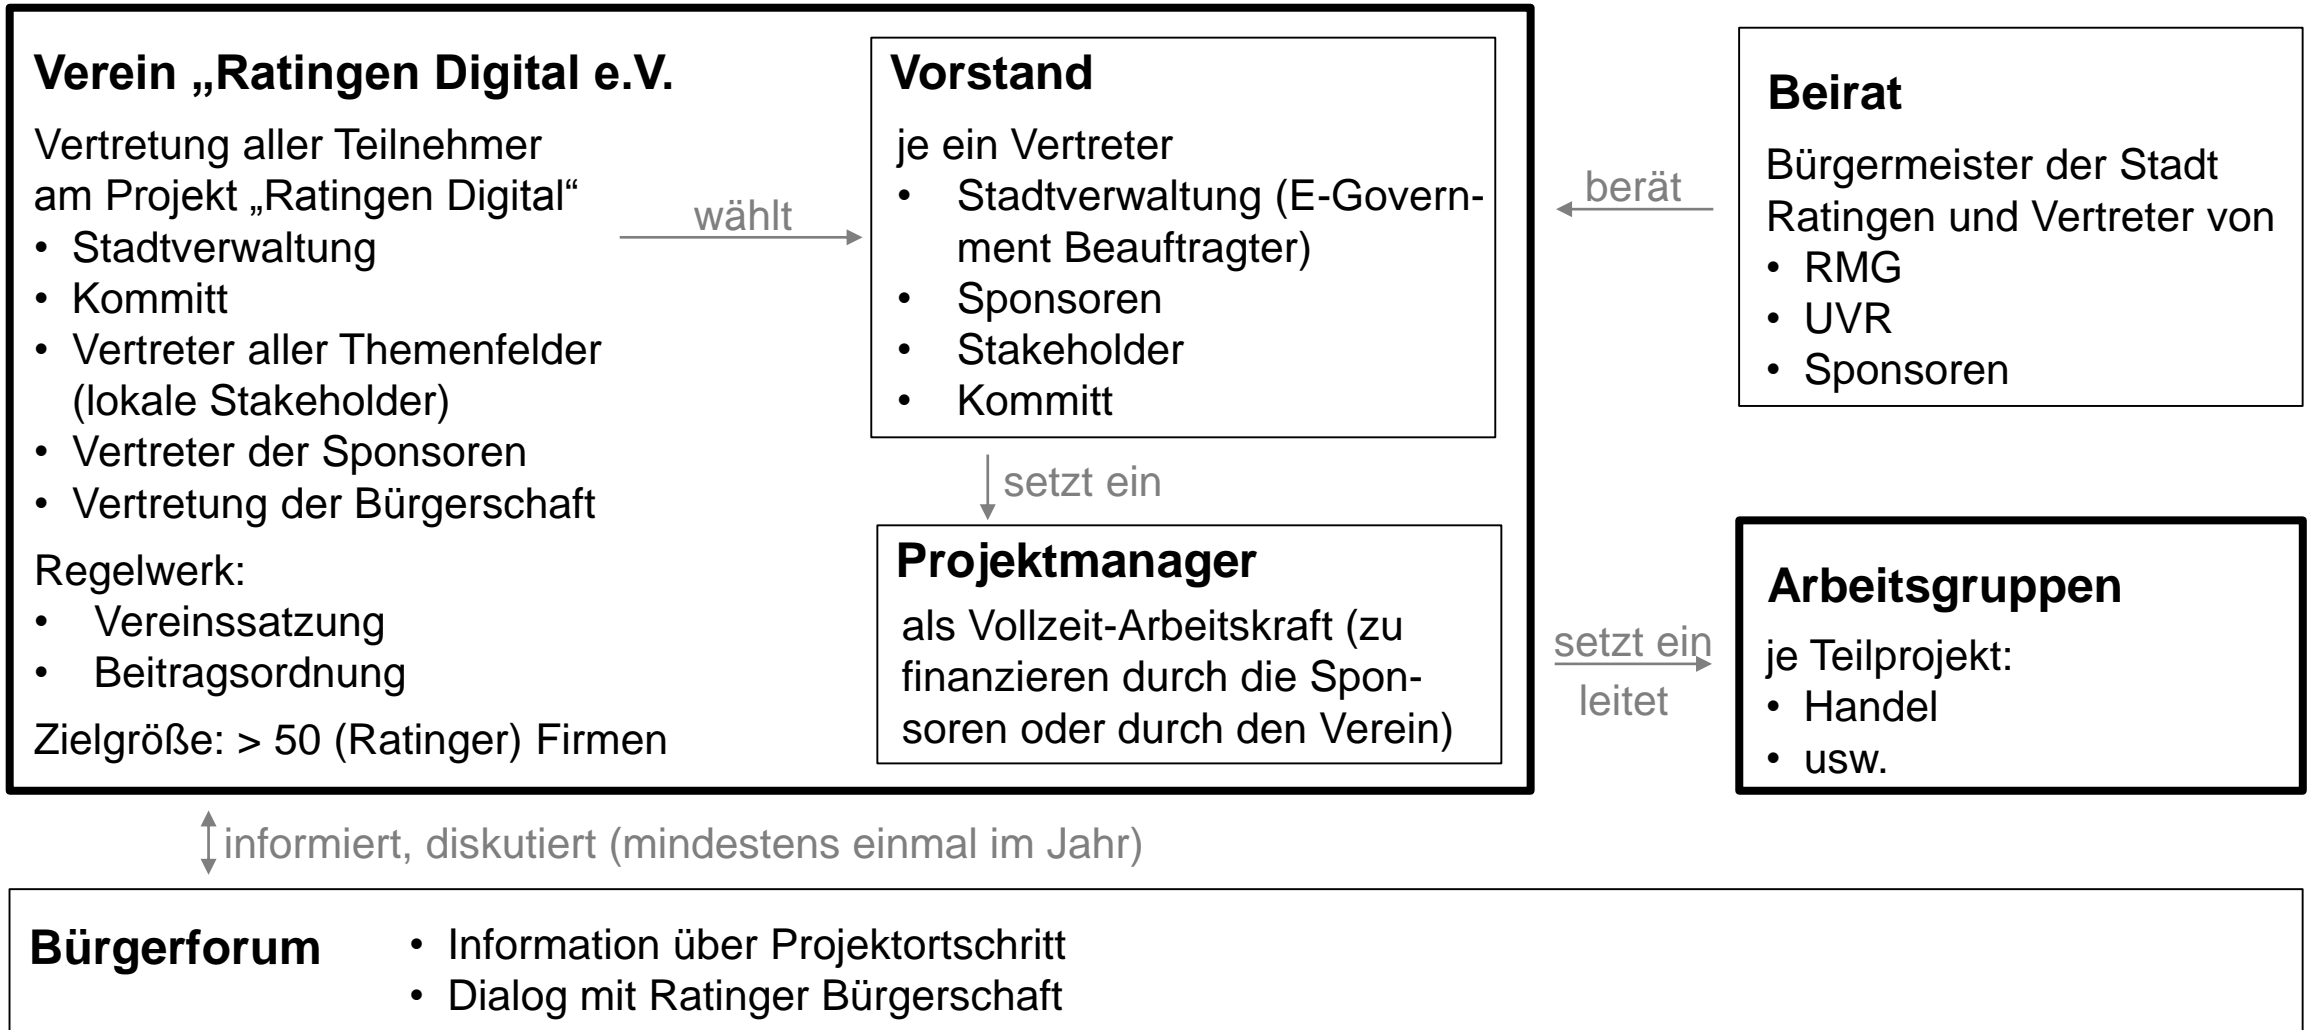 Verein „Ratingen Digital e.V.
Vertretung aller Teilnehmer
am Projekt „Ratingen Digital“
• Stadtverwaltung
• Kommitt
• Vertreter aller Themenfelder
(lokale Stakeholder)
• Vertreter der Sponsoren
• Vertretung der Bürgerschaft
Regelwerk:
• Vereinssatzung
• Beitragsordnung
Zielgröße: > 50 (Ratinger) Firmen
wählt
Vorstand
je ein Vertreter
• Stadtverwaltung (E-Govern-
ment Beauftragter)
• Sponsoren
• Stakeholder
• Kommitt
setzt ein
Projektmanager
als Vollzeit-Arbeitskraft (zu
finanzieren durch die Spon-
soren oder durch den Verein)
berät
Beirat
Bürgermeister der Stadt
Ratingen und Vertreter von
• RMG
• UVR
• Sponsoren
setzt ein
leitet
Arbeitsgruppen
je Teilprojekt:
• Handel
• usw.
informiert, diskutiert (mindestens einmal im Jahr)
Bürgerforum
• Information über Projektortschritt
• Dialog mit Ratinger Bürgerschaft